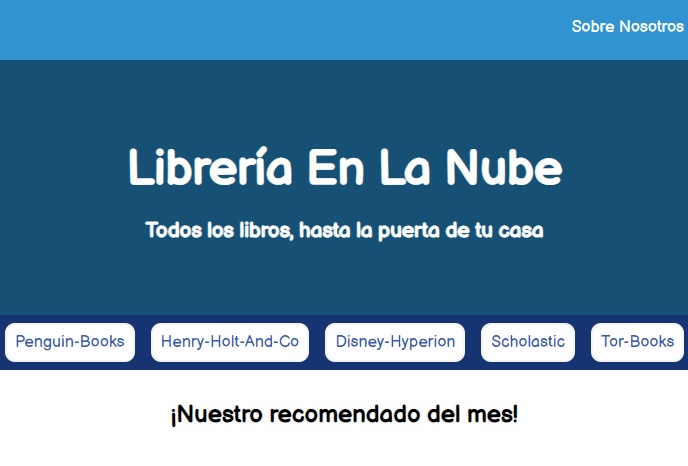 Sobre Nosotros
Librería En La Nube
Todos los libros, hasta la puerta de tu casa
Penguin-Books Henry-Holt-And-Co Disney-Hyperion Scholastic Tor-Books
¡Nuestro recomendado del mes!